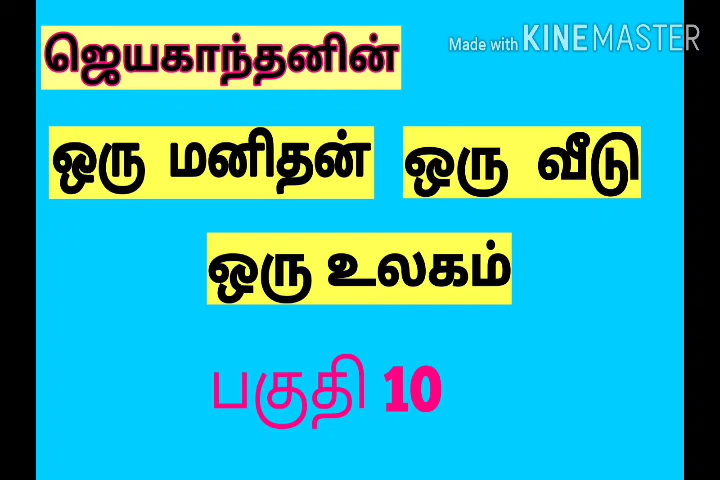 ஜெயகாந்தனின்
Made with KINEMASTER
ஒரு மனிதன் ஒரு வீடு
ஒரு உலகம்
பகுதி 10